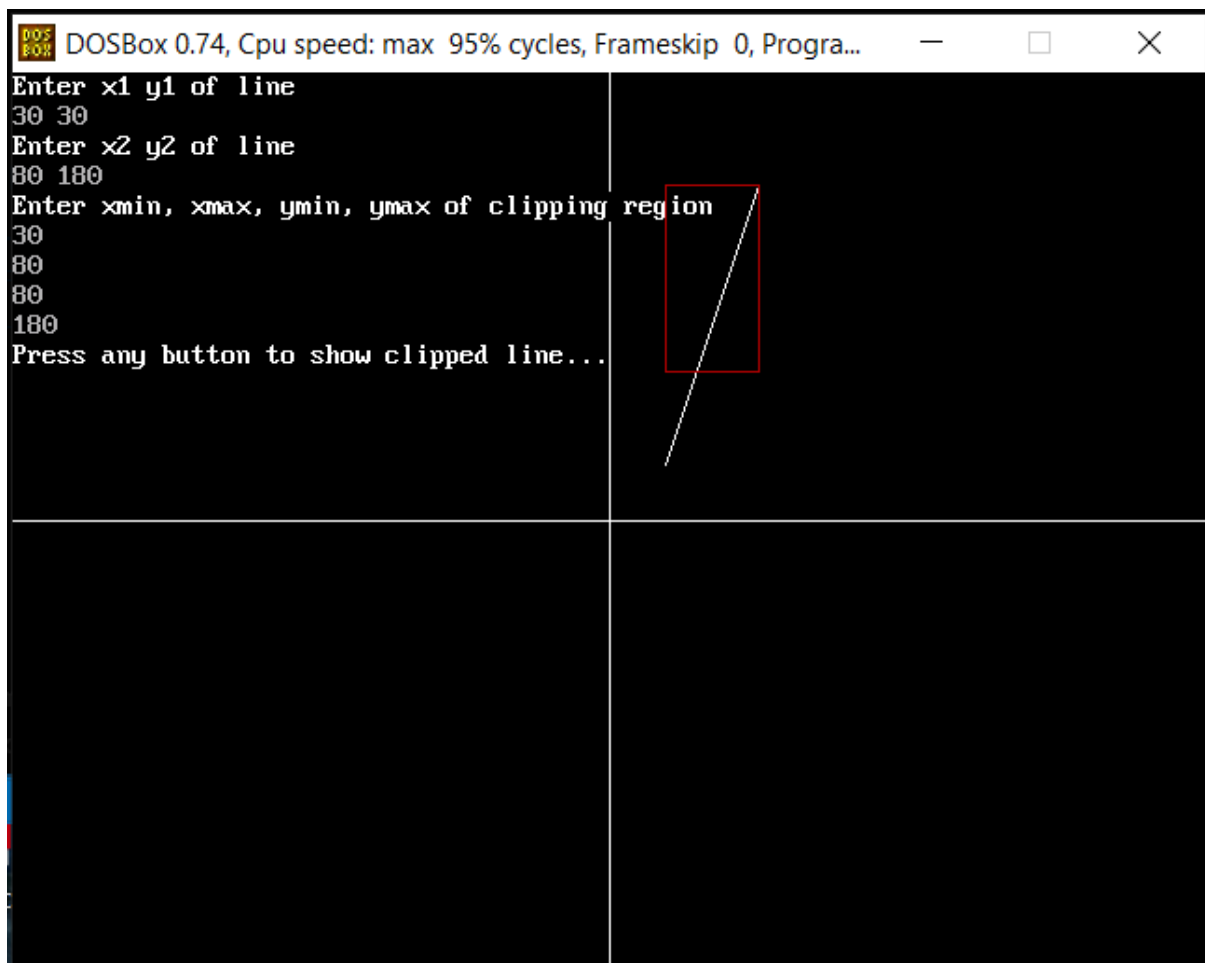 DOS
BOX
DOSBox 0.74, Cpu speed: max 95% cycles, Frameskip 0, Progra...
Enter x1 y1 of line
30 30
Enter x2 y2 of line
80 180
Enter xmin, xmax, ymin, ymax of clipping region
30
80
80
180
Press any button to show clipped line...